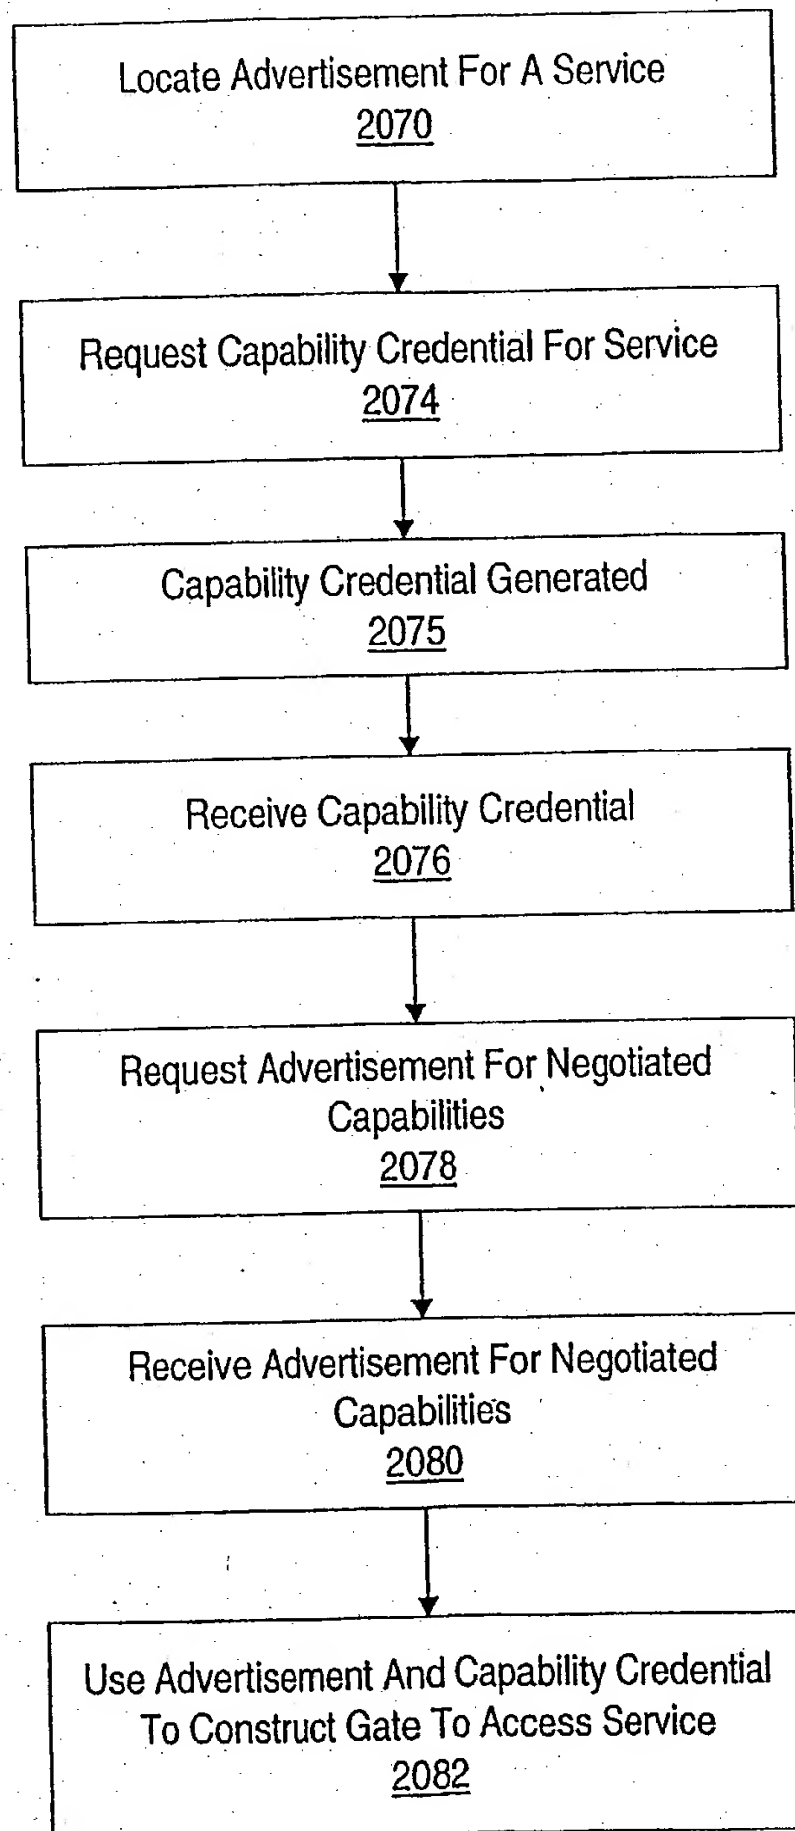 Locate Advertisement For A Service
2070
Request Capability Credential For Service
2074
Capability Credential Generated
2075
Receive Capability Credential
2076
Request Advertisement For Negotiated
Capabilities
2078
Receive Advertisement For Negotiated
Capabilities
2080
Use Advertisement And Capability Credential
To Construct Gate To Access Service
2082